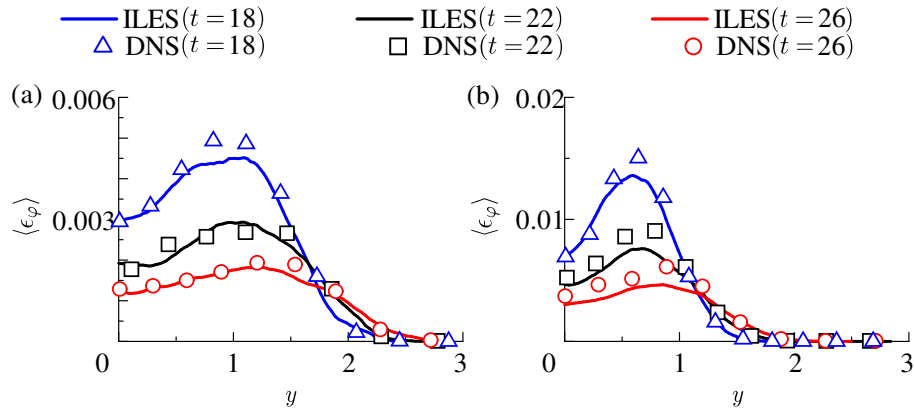 ILES(t=18) ILES(t=22) ILES(t=26)
DNS(t=18) DNS(t=22) DNS(t=26)
(a)
0.006
0.003
0
⟨ϵφ⟩
0 1 2 3
y
(b)
0.02
0.01
⟨ϵφ⟩
0 1 2 3
y